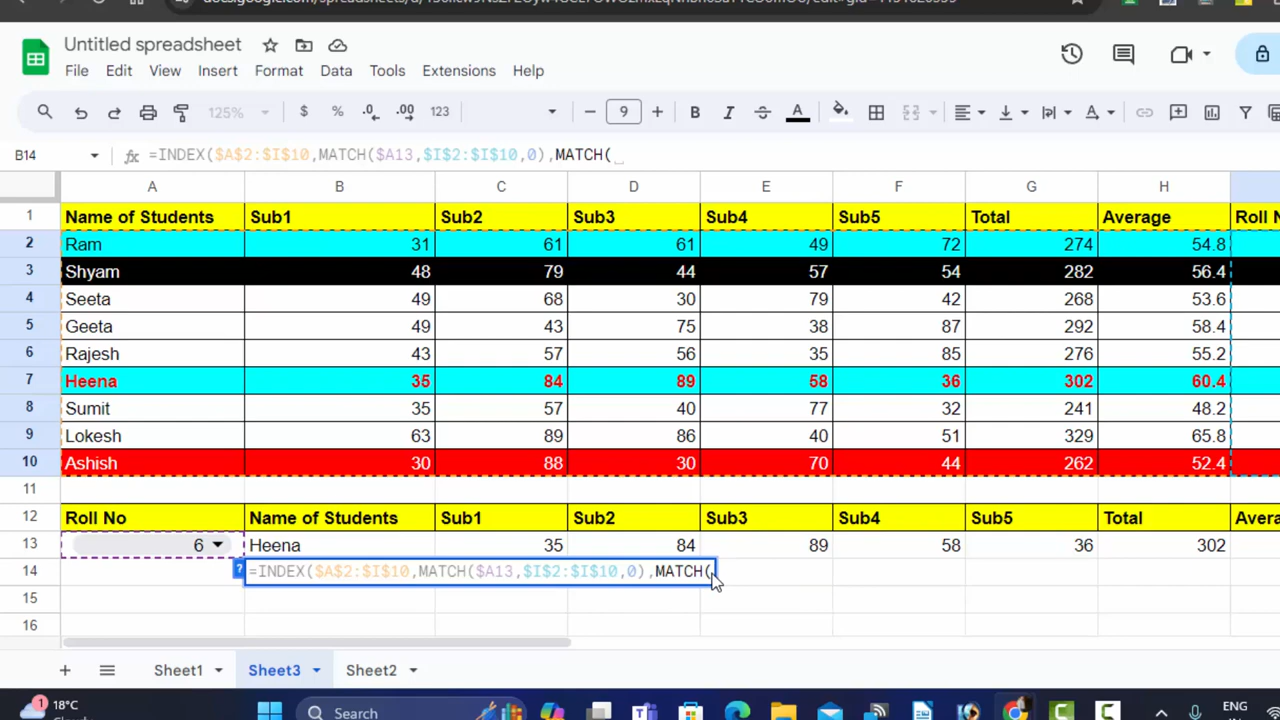 Untitled spreadsheet
File Edit View Insert Format Data Tools Extensions Help
125% $ % .0 .00 123 9 B I A
B14 fx =INDEX($A$2:$I$10,MATCH($A13,$I$2:$I$10,0),MATCH(
A B C D E F G H
1 Name of Students Sub1 Sub2 Sub3 Sub4 Sub5 Total Average Roll
2 Ram 31 61 61 49 72 274 54.8
3 Shyam 48 79 44 57 54 282 56.4
4 Seeta 49 68 30 79 42 268 53.6
5 Geeta 49 43 75 38 87 292 58.4
6 Rajesh 43 57 56 35 85 276 55.2
7 Heena 35 84 89 58 36 302 60.4
8 Sumit 35 57 40 77 32 241 48.2
9 Lokesh 63 89 86 40 51 329 65.8
10 Ashish 30 88 30 70 44 262 52.4
11
12 Roll No Name of Students Sub1 Sub2 Sub3 Sub4 Sub5 Total Avera
13 6 Heena 35 84 89 58 36 302
14 ? =INDEX($A$2:$I$10,MATCH($A13,$I$2:$I$10,0),MATCH(
15
16
+ Sheet1 Sheet3 Sheet2
1 18°C Search ENG